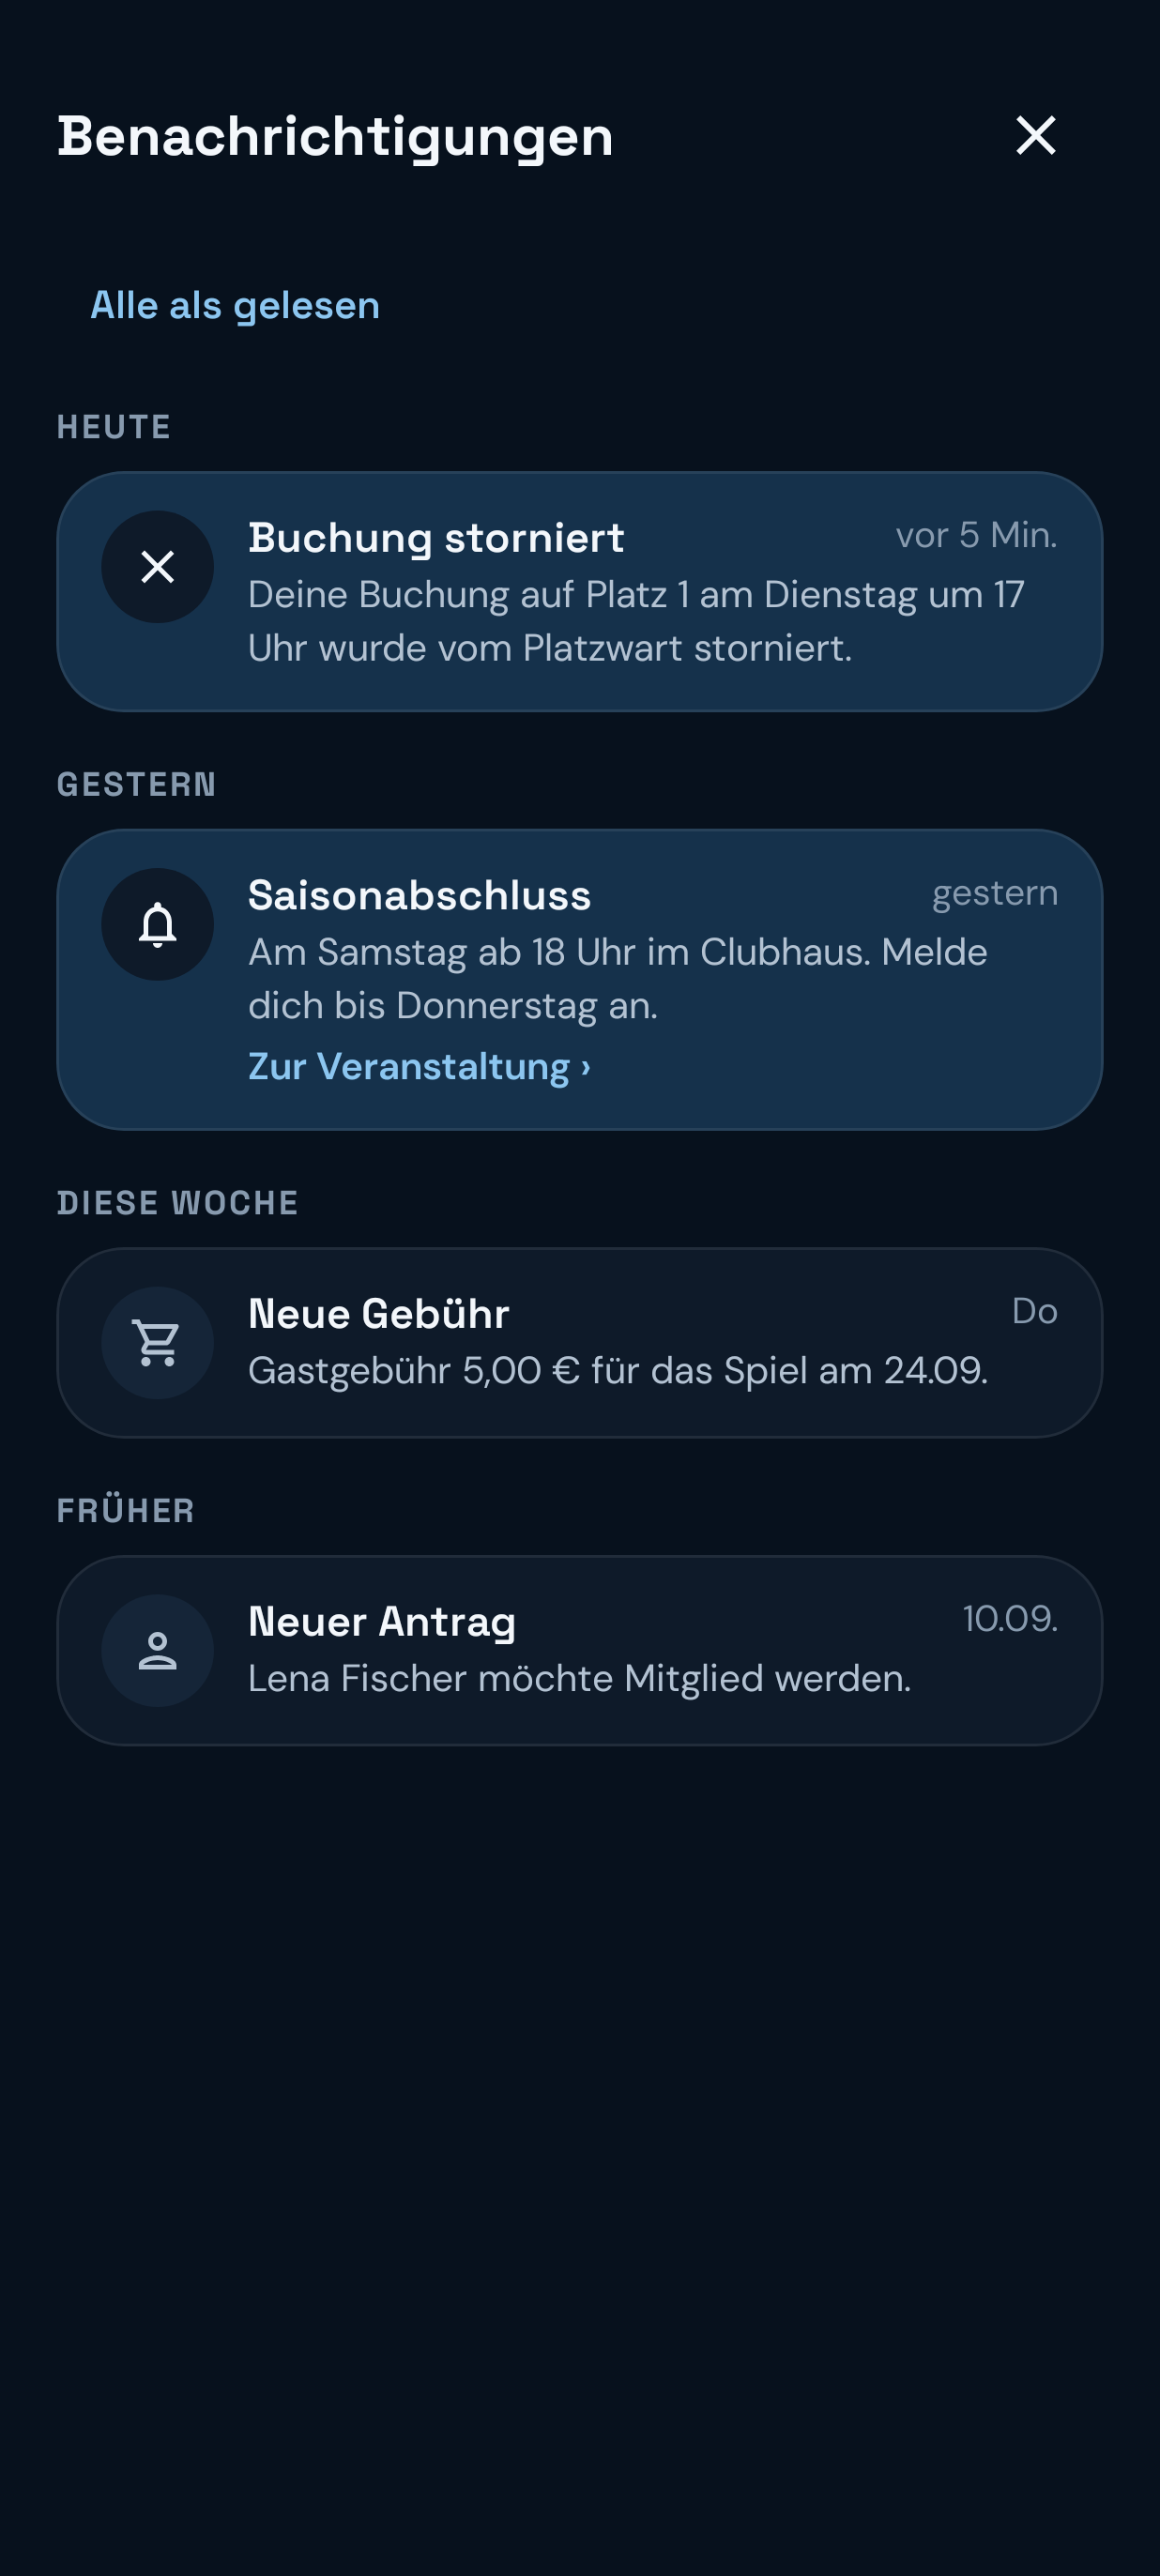 Benachrichtigungen
Alle als gelesen
HEUTE
Buchung storniert
vor 5 Min.
Deine Buchung auf Platz 1 am Dienstag um 17
Uhr wurde vom Platzwart storniert.
GESTERN
Saisonabschluss
gestern
Am Samstag ab 18 Uhr im Clubhaus. Melde
dich bis Donnerstag an.
Zur Veranstaltung ›
DIESE WOCHE
Neue Gebühr
Do
Gastgebühr 5,00 € für das Spiel am 24.09.
FRÜHER
Neuer Antrag
10.09.
Lena Fischer möchte Mitglied werden.